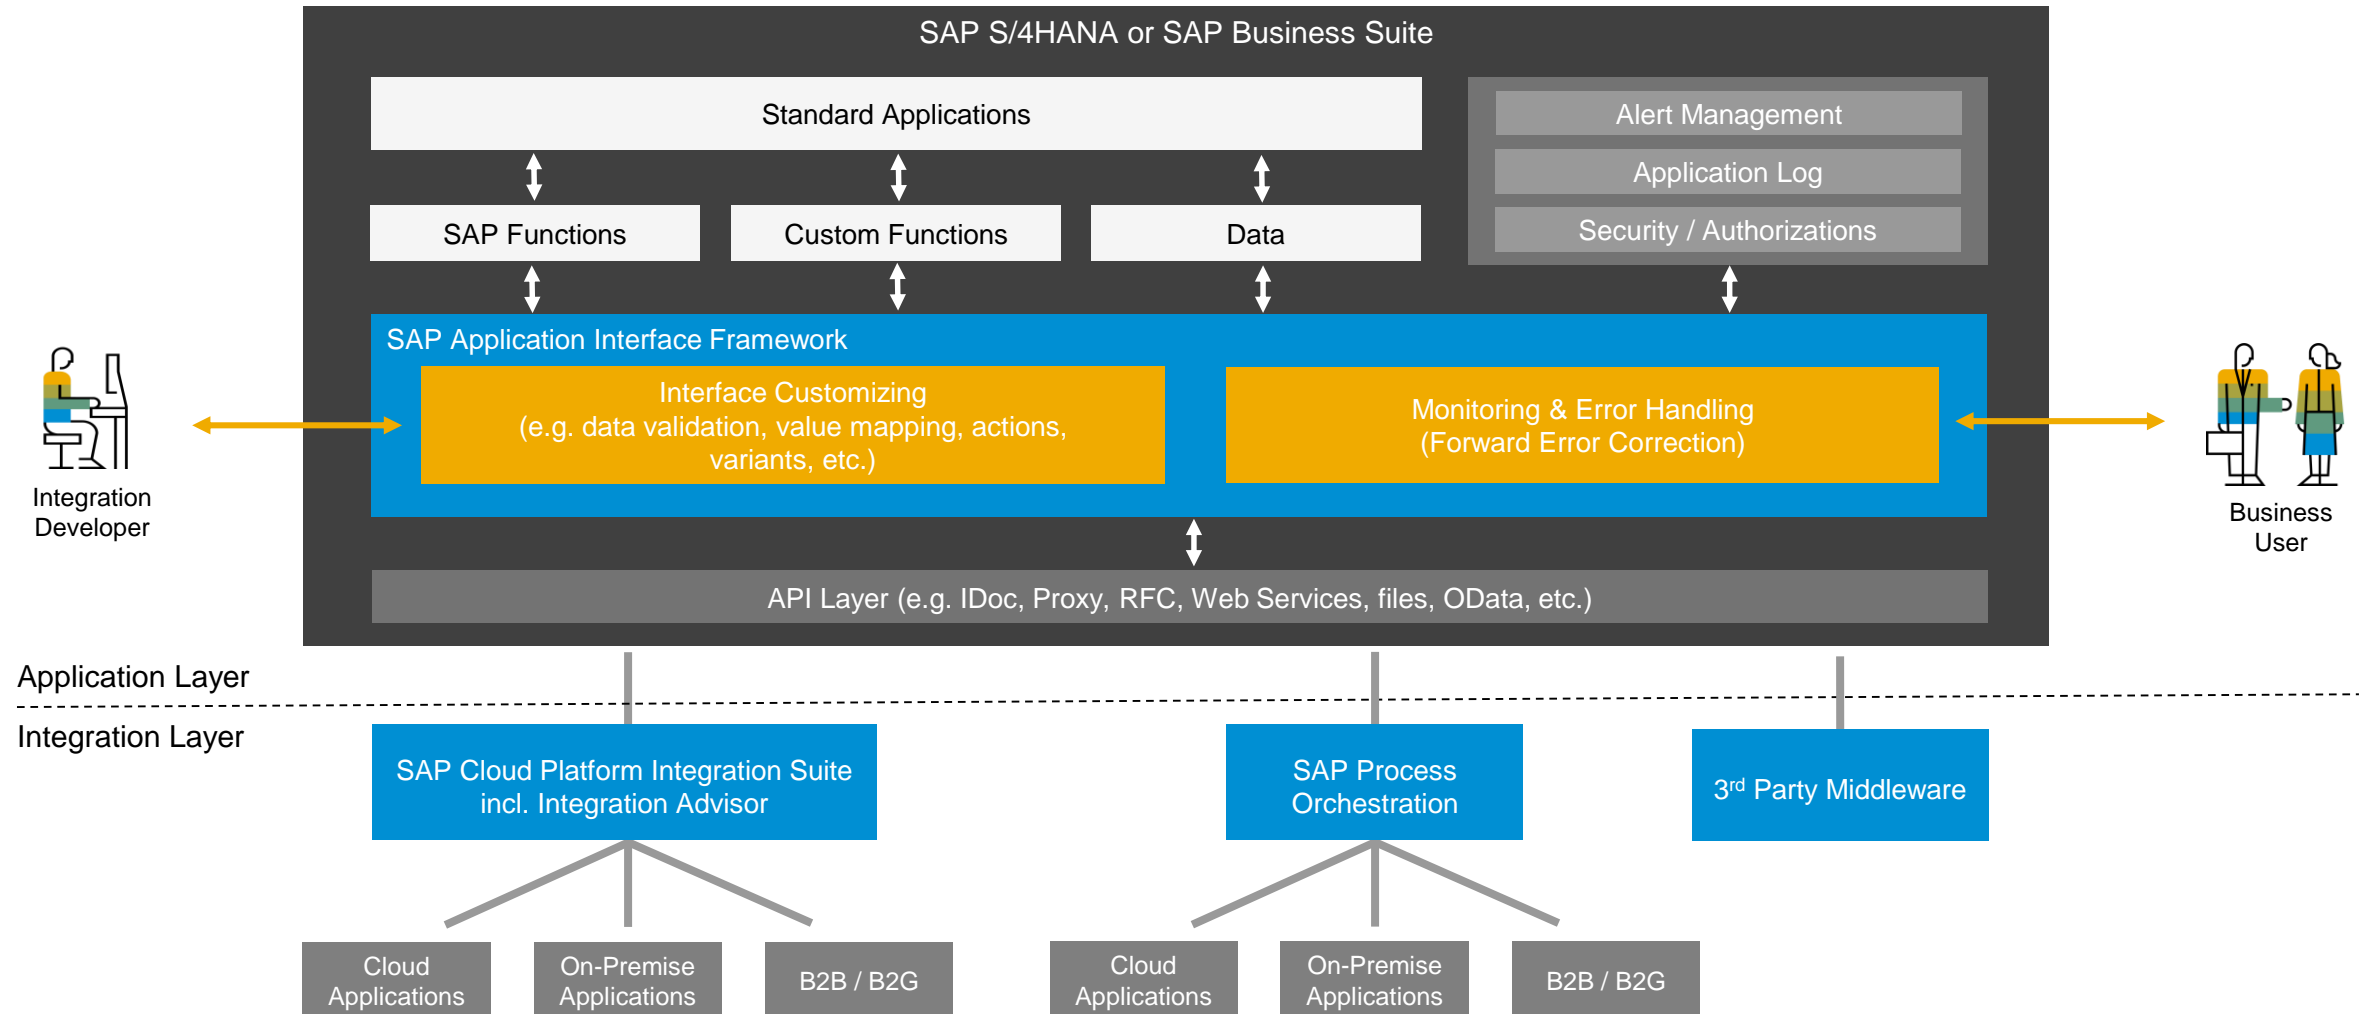 SAP S/4HANA or SAP Business Suite
Standard Applications
Alert Management
Application Log
Security / Authorizations
SAP Functions
Custom Functions
Data
SAP Application Interface Framework
Interface Customizing
(e.g. data validation, value mapping, actions,
variants, etc.)
Monitoring & Error Handling
(Forward Error Correction)
Integration
Developer
Business
User
API Layer (e.g. IDoc, Proxy, RFC, Web Services, files, OData, etc.)
Application Layer
Integration Layer
SAP Cloud Platform Integration Suite
incl. Integration Advisor
SAP Process
Orchestration
3rd Party Middleware
Cloud
Applications
On-Premise
Applications
B2B / B2G
Cloud
Applications
On-Premise
Applications
B2B / B2G